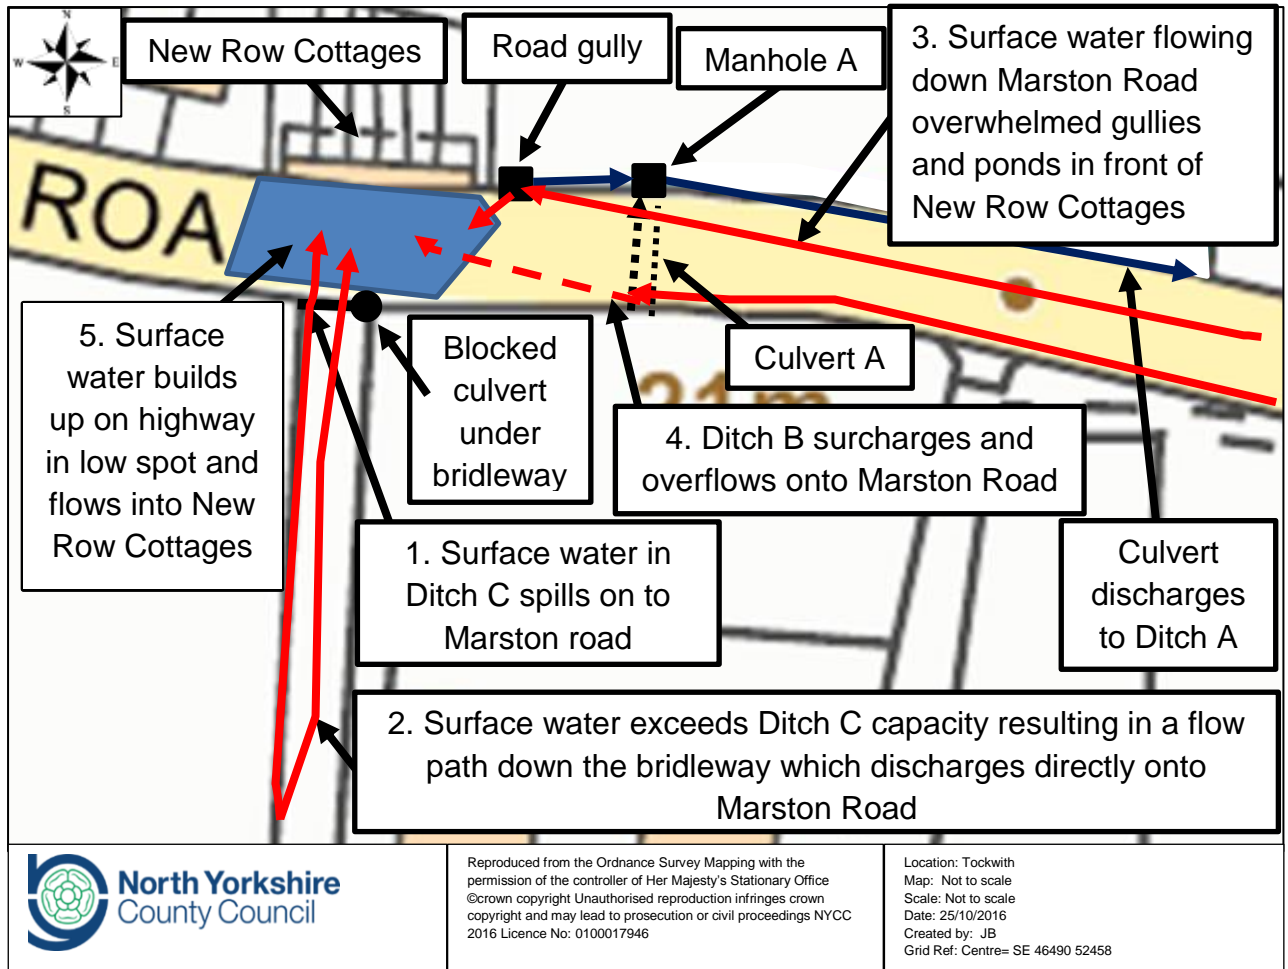 N
W
E
S
New Row Cottages
Road gully
Manhole A
3. Surface water flowing
down Marston Road
overwhelmed gullies
and ponds in front of
New Row Cottages
ROA
5. Surface
water builds
up on highway
in low spot and
flows into New
Row Cottages
Blocked
culvert
under
bridleway
Culvert A
21m
4. Ditch B surcharges and
overflows onto Marston Road
1. Surface water in
Ditch C spills on to
Marston road
Culvert
discharges
to Ditch A
2. Surface water exceeds Ditch C capacity resulting in a flow
path down the bridleway which discharges directly onto
Marston Road
North Yorkshire
County Council
Reproduced from the Ordnance Survey Mapping with the
permission of the controller of Her Majesty's Stationary Office
©crown copyright Unauthorised reproduction infringes crown
copyright and may lead to prosecution or civil proceedings NYCC
2016 Licence No: 0100017946
Location: Tockwith
Map: Not to scale
Scale: Not to scale
Date: 25/10/2016
Created by: JB
Grid Ref: Centre= SE 46490 52458